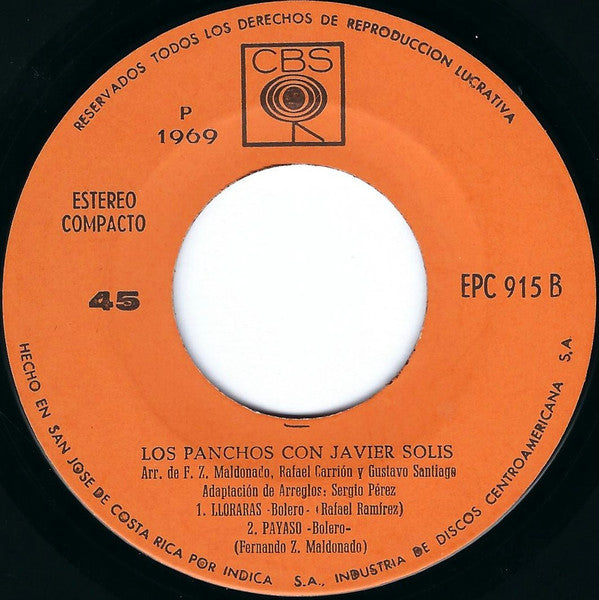 RESERVADOS TODOS LOS DERECHOS DE REPRODUCCION LUCRATIVA
CBS
P
1969
ESTEREO
COMPACTO
45
EPC 915 B
LOS PANCHOS CON JAVIER SOLIS
Arr. de F. Z. Maldonado, Rafael Carrión y Gustavo Santiago
Adaptación de Arreglos: Sergio Pérez
1. LLORARAS -Bolero- (Rafael Ramírez)
2. PAYASO -Bolero-
(Fernando Z. Maldonado)
HECHO EN SAN JOSE DE COSTA RICA POR INDICA S.A., INDUSTRIA DE DISCOS CENTROAMERICANA S.A.